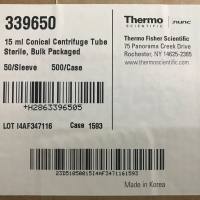 339650
15 ml Conical Centrifuge Tube
Sterile, Bulk Packaged
50/Sleeve 500/Case
+H2863396505
LOT I4AF347116 Case 1593
Thermo
SCIENTIFIC
nunc
Thermo Fisher Scientific
75 Panorama Creek Drive
Rochester, NY 14625-2385
www.thermoscientific.com
Made in Korea